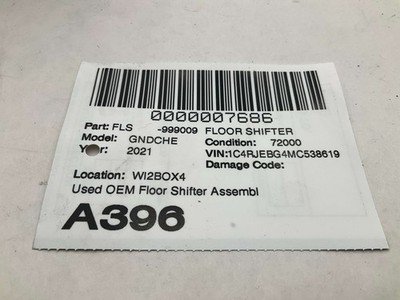 0000007686
Part: FLS -999009 FLOOR SHIFTER
Model: GNDCHE Condition: 72000
Year: 2021 VIN:1C4RJEBG4MC538619
Damage Code:
Location: WI2BOX4
Used OEM Floor Shifter Assembl
A396